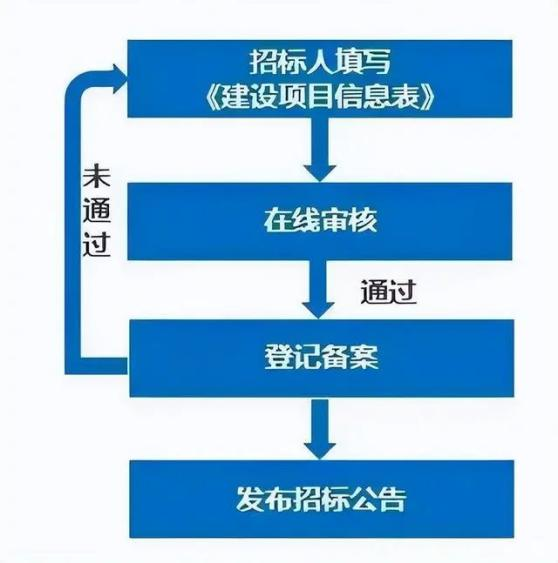 招标人填写
《建设项目信息表》
未通过
在线审核
通过
登记备案
发布招标公告